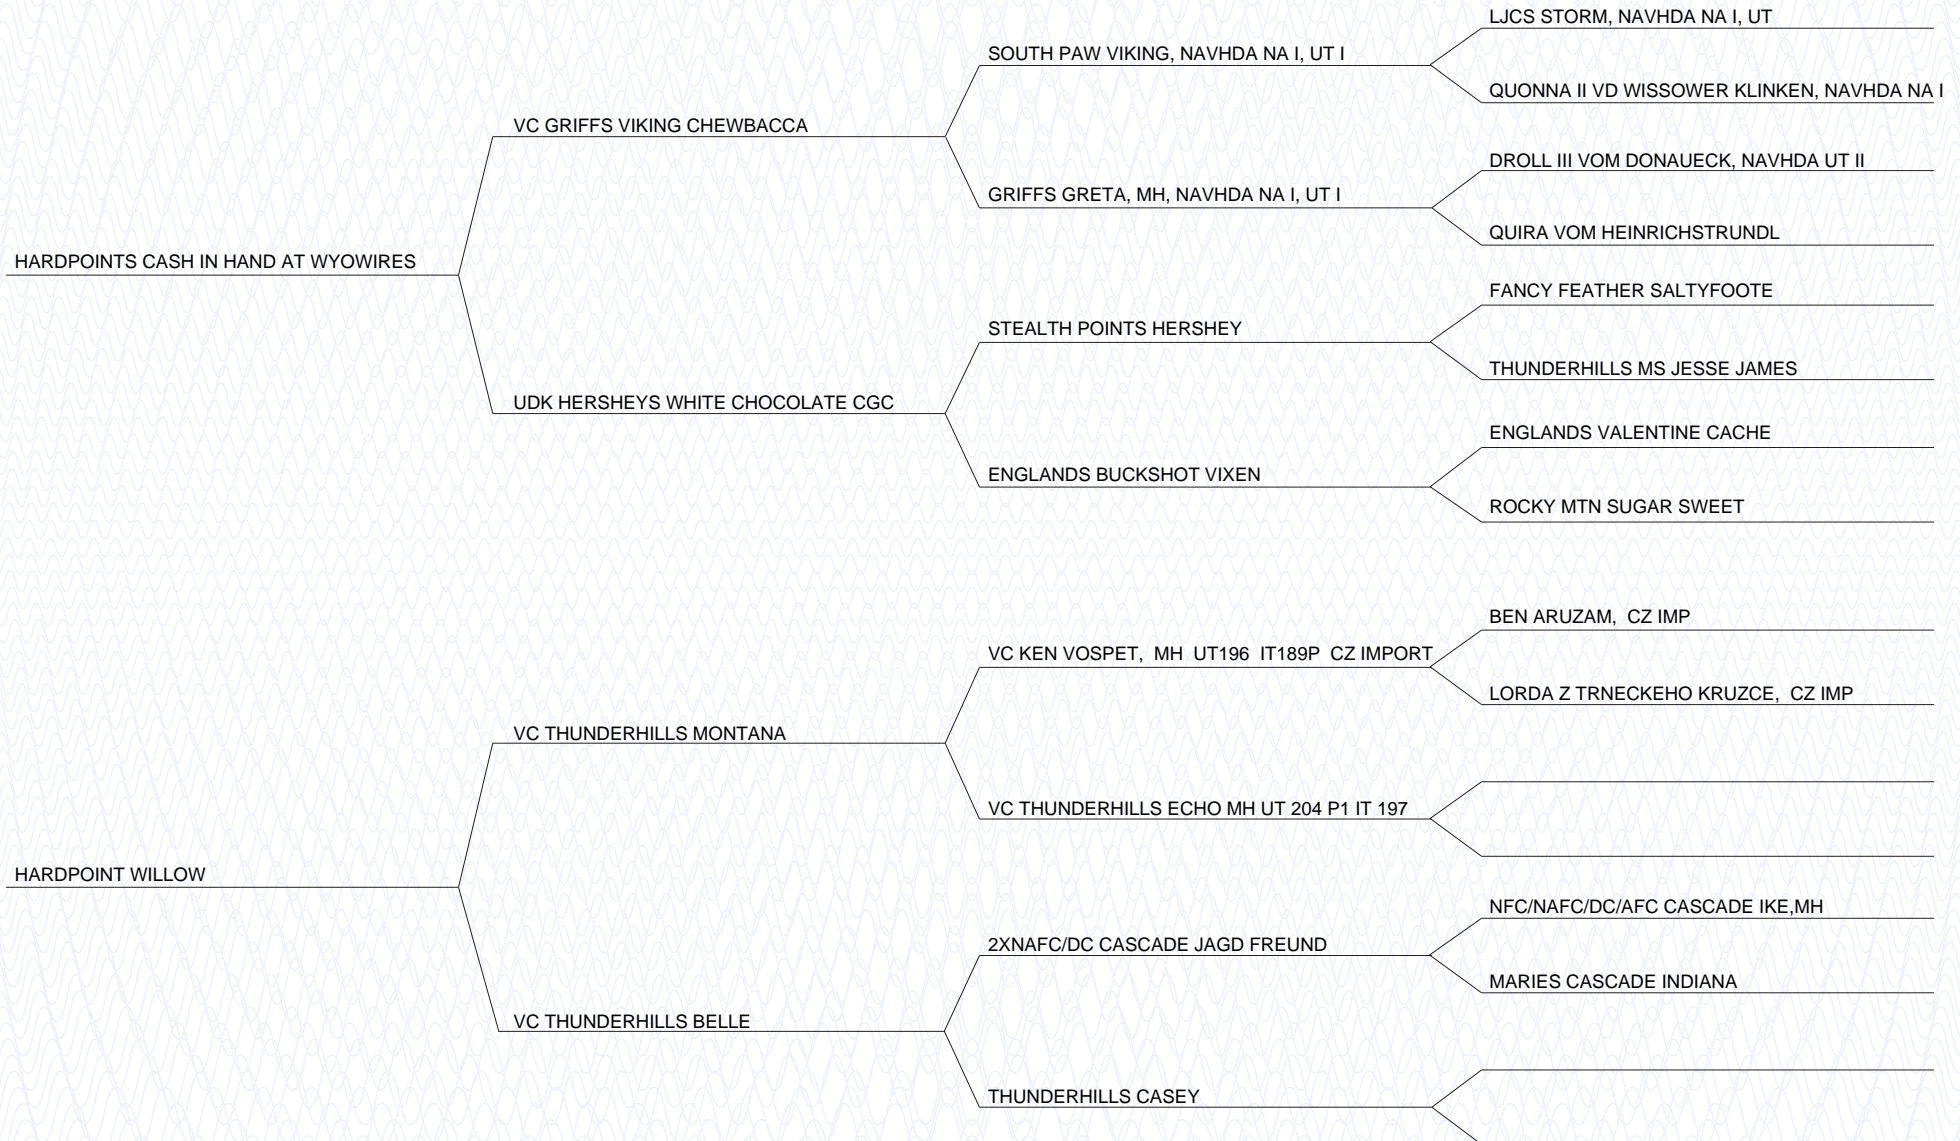 LJCS STORM, NAVHDA NA I, UT
SOUTH PAW VIKING, NAVHDA NA I, UT I
QUONNA II VD WISSOWER KLINKEN, NAVHDA NA I
VC GRIFFS VIKING CHEWBACCA
DROLL III VOM DONAUECK, NAVHDA UT II
GRIFFS GRETA, MH, NAVHDA NA I, UT I
QUIRA VOM HEINRICHSTRUNDL
HARDPOINTS CASH IN HAND AT WYOWIRES
FANCY FEATHER SALTYFOOTE
STEALTH POINTS HERSHEY
THUNDERHILLS MS JESSE JAMES
UDK HERSHEYS WHITE CHOCOLATE CGC
ENGLANDS VALENTINE CACHE
ENGLANDS BUCKSHOT VIXEN
ROCKY MTN SUGAR SWEET
BEN ARUZAM,  CZ IMP
VC KEN VOSPET,  MH  UT196  IT189P  CZ IMPORT
LORDA Z TRNECKEHO KRUZCE,  CZ IMP
VC THUNDERHILLS MONTANA
VC THUNDERHILLS ECHO MH UT 204 P1 IT 197
HARDPOINT WILLOW
NFC/NAFC/DC/AFC CASCADE IKE,MH
2XNAFC/DC CASCADE JAGD FREUND
MARIES CASCADE INDIANA
VC THUNDERHILLS BELLE
THUNDERHILLS CASEY